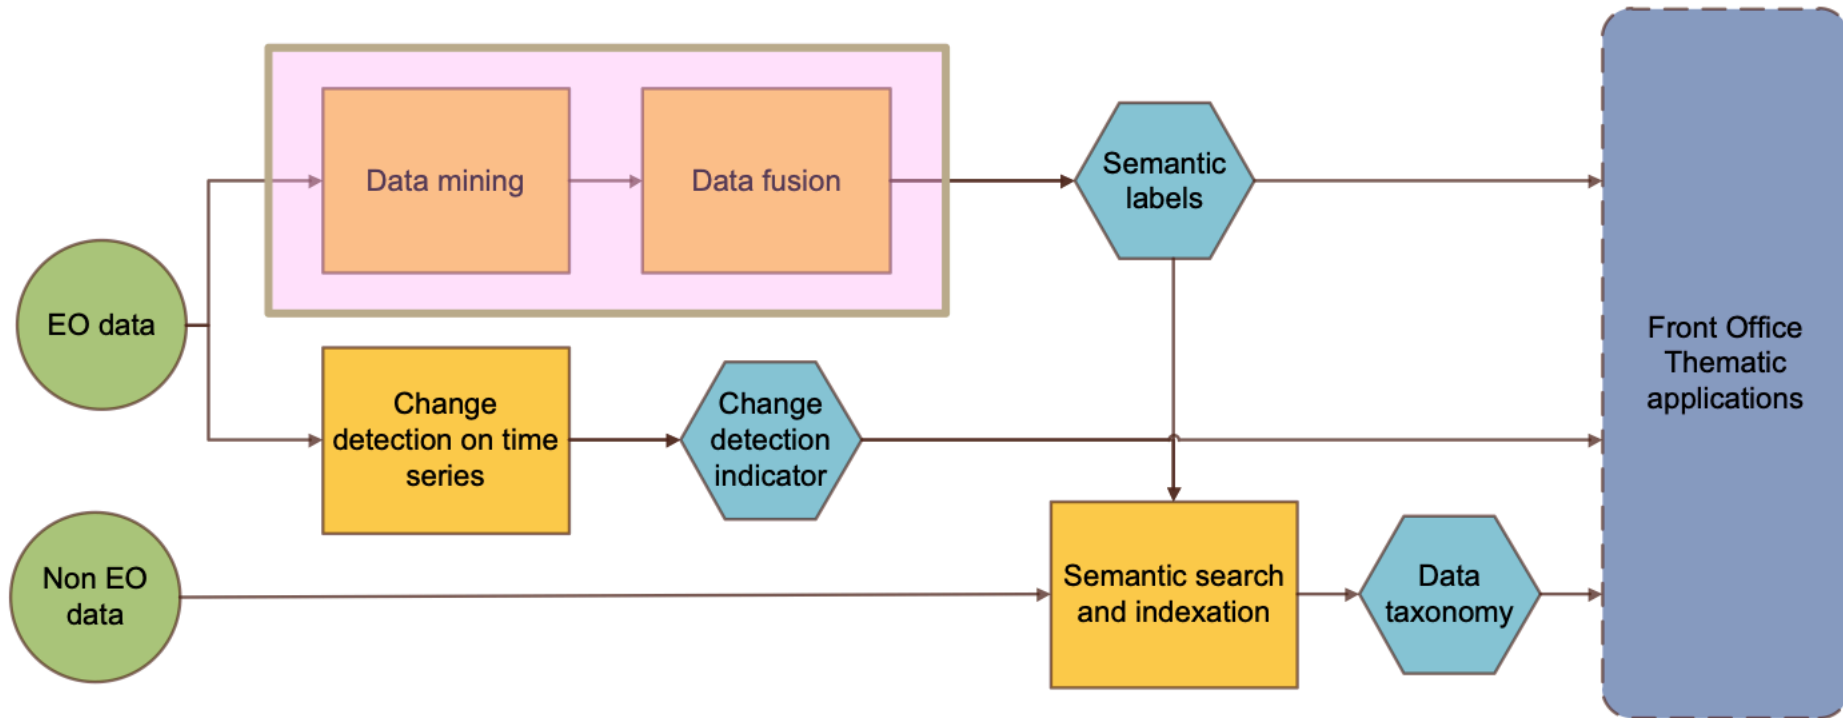 Data mining
Data fusion
Semantic
labels
EO data
Front Office
Thematic
applications
Change
detection on time
series
Change
detection
indicator
Non EO
data
Semantic search
and indexation
Data
taxonomy